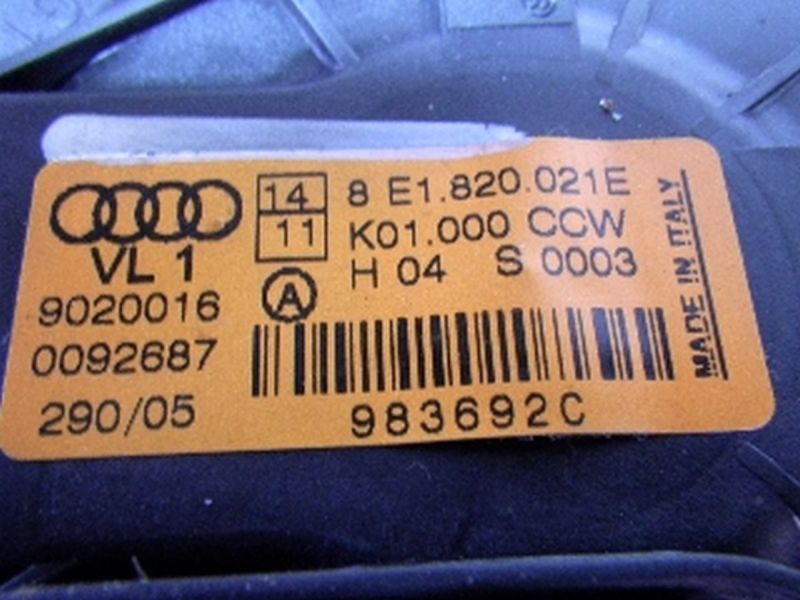 VL 1
9020016
0092687
290/05
14
11
A
8 E1.820.021E
K01.000 CCW
H 04 S 0003
983692C
MADE IN ITALY